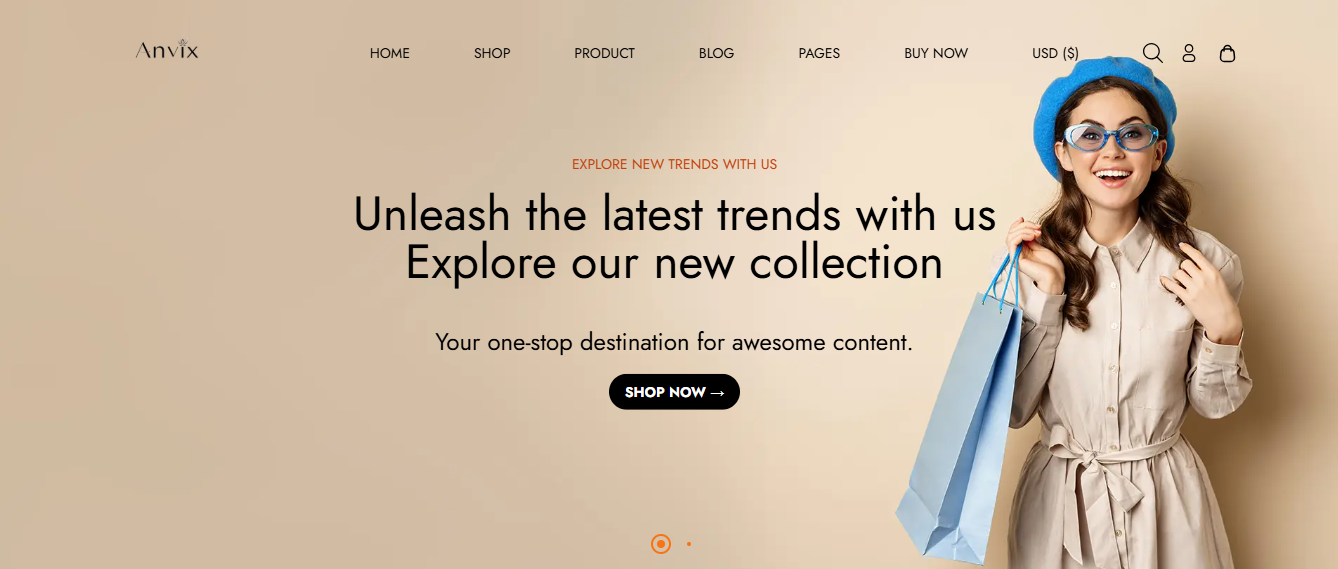 Anvix
HOME SHOP PRODUCT BLOG PAGES BUY NOW USD ($)
EXPLORE NEW TRENDS WITH US
Unleash the latest trends with us
Explore our new collection
Your one-stop destination for awesome content.
SHOP NOW →